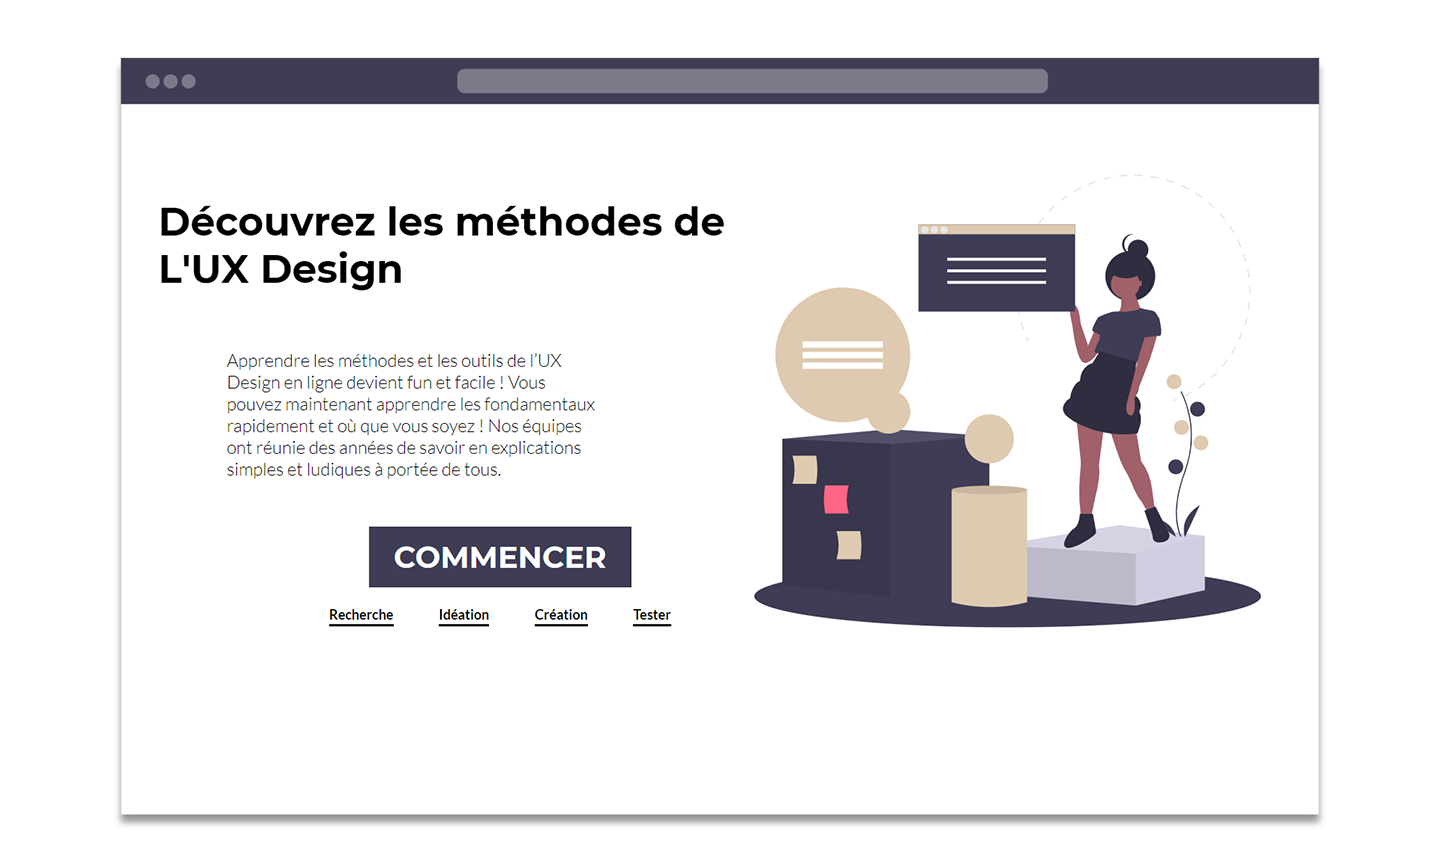 Découvrez les méthodes de
L'UX Design
Apprendre les méthodes et les outils de l’UX
Design en ligne devient fun et facile ! Vous
pouvez maintenant apprendre les fondamentaux
rapidement et où que vous soyez ! Nos équipes
ont réunie des années de savoir en explications
simples et ludiques à portée de tous.
COMMENCER
Recherche Idéation Création Tester